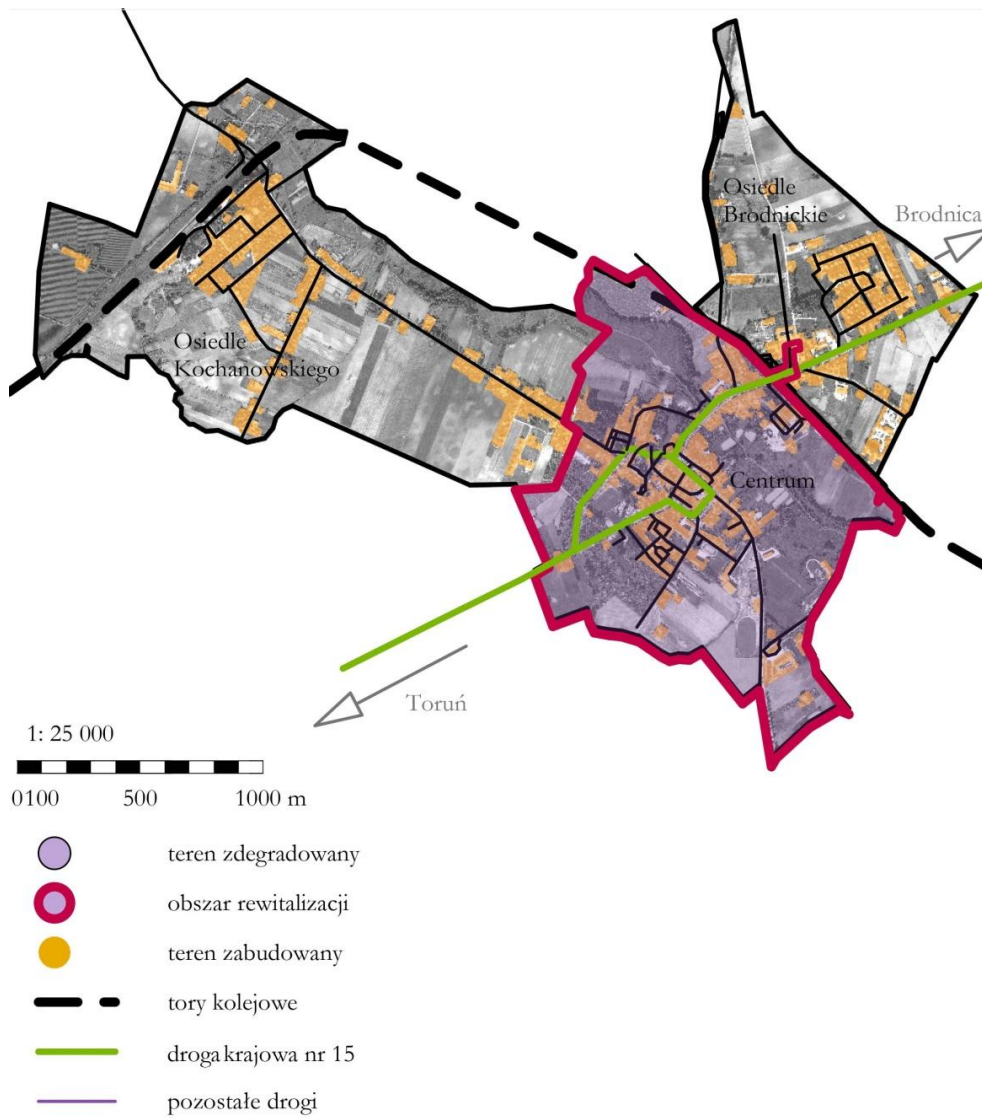 Osiedle
Brodnickie
Brodnica
Osiedle
Kochanowskiego
Centrum
Toruń
1: 25 000
0100 500 1000 m
teren zdegradowany
obszar rewitalizacji
teren zabudowany
tory kolejowe
droga krajowa nr 15
pozostałe drogi